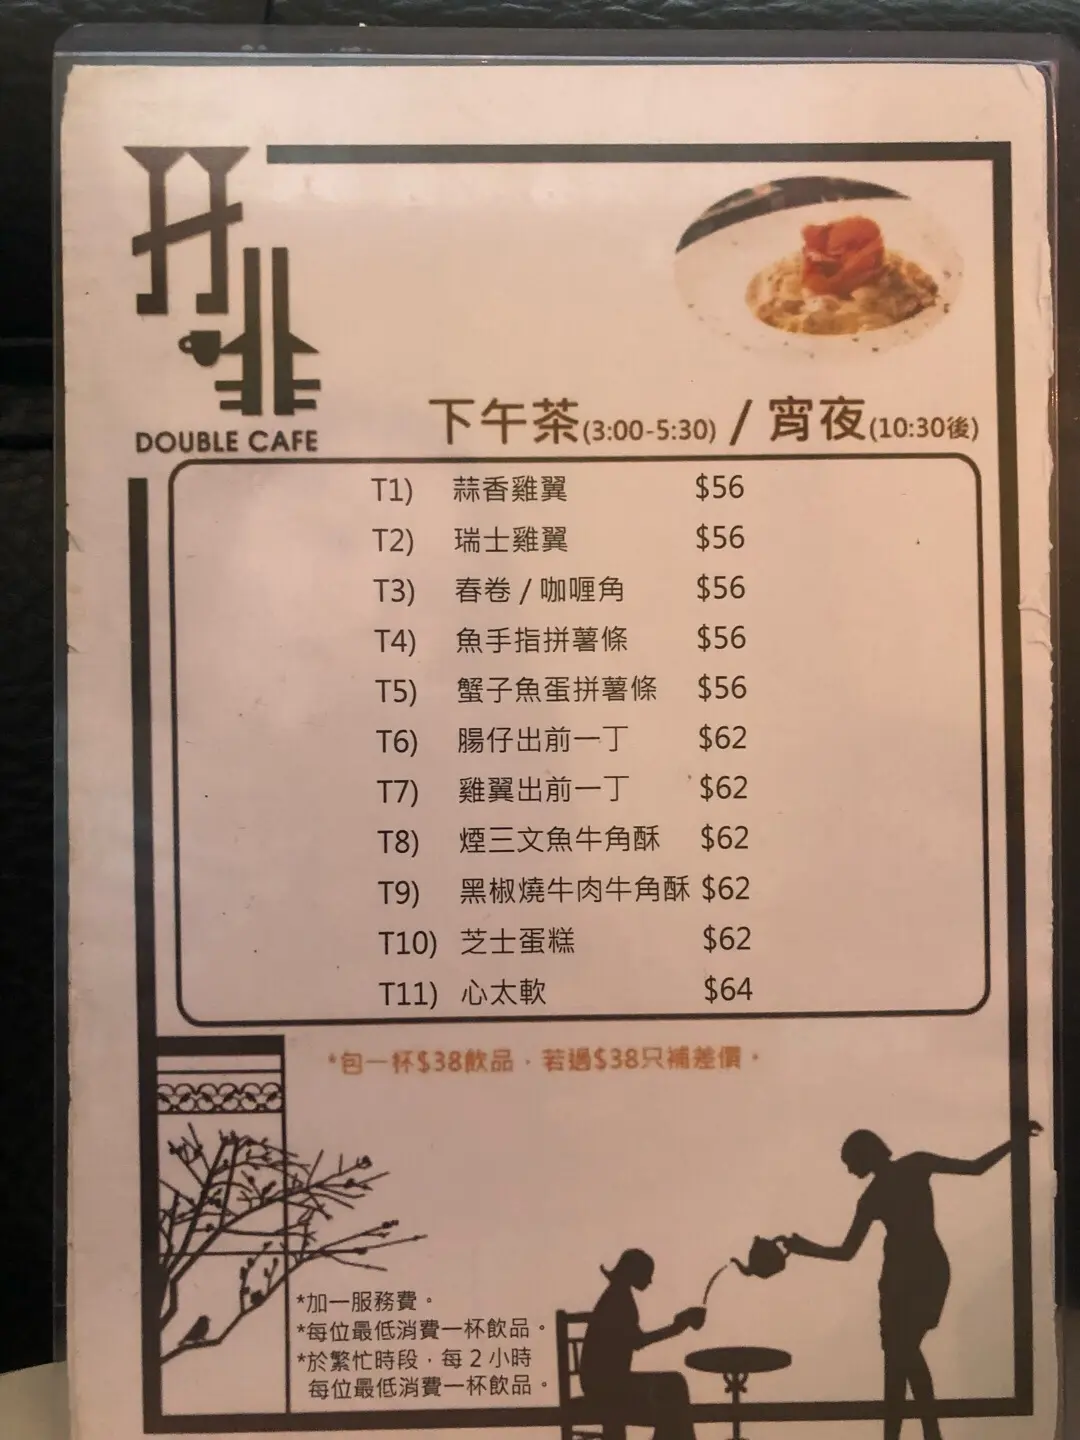 DOUBLE CAFE
下午茶(3:00-5:30) / 宵夜(10:30後)
T1) 蒜香雞翼 $56
T2) 瑞士雞翼 $56
T3) 春卷 / 咖喱角 $56
T4) 魚手指拼薯條 $56
T5) 蟹子魚蛋拼薯條 $56
T6) 腸仔出前一丁 $62
T7) 雞翼出前一丁 $62
T8) 煙三文魚牛角酥 $62
T9) 黑椒燒牛肉牛角酥 $62
T10) 芝士蛋糕 $62
T11) 心太軟 $64
*包一杯$38飲品，若過$38只補差價。
*加一服務費。
*每位最低消費一杯飲品。
*於繁忙時段，每2小時
每位最低消費一杯飲品。